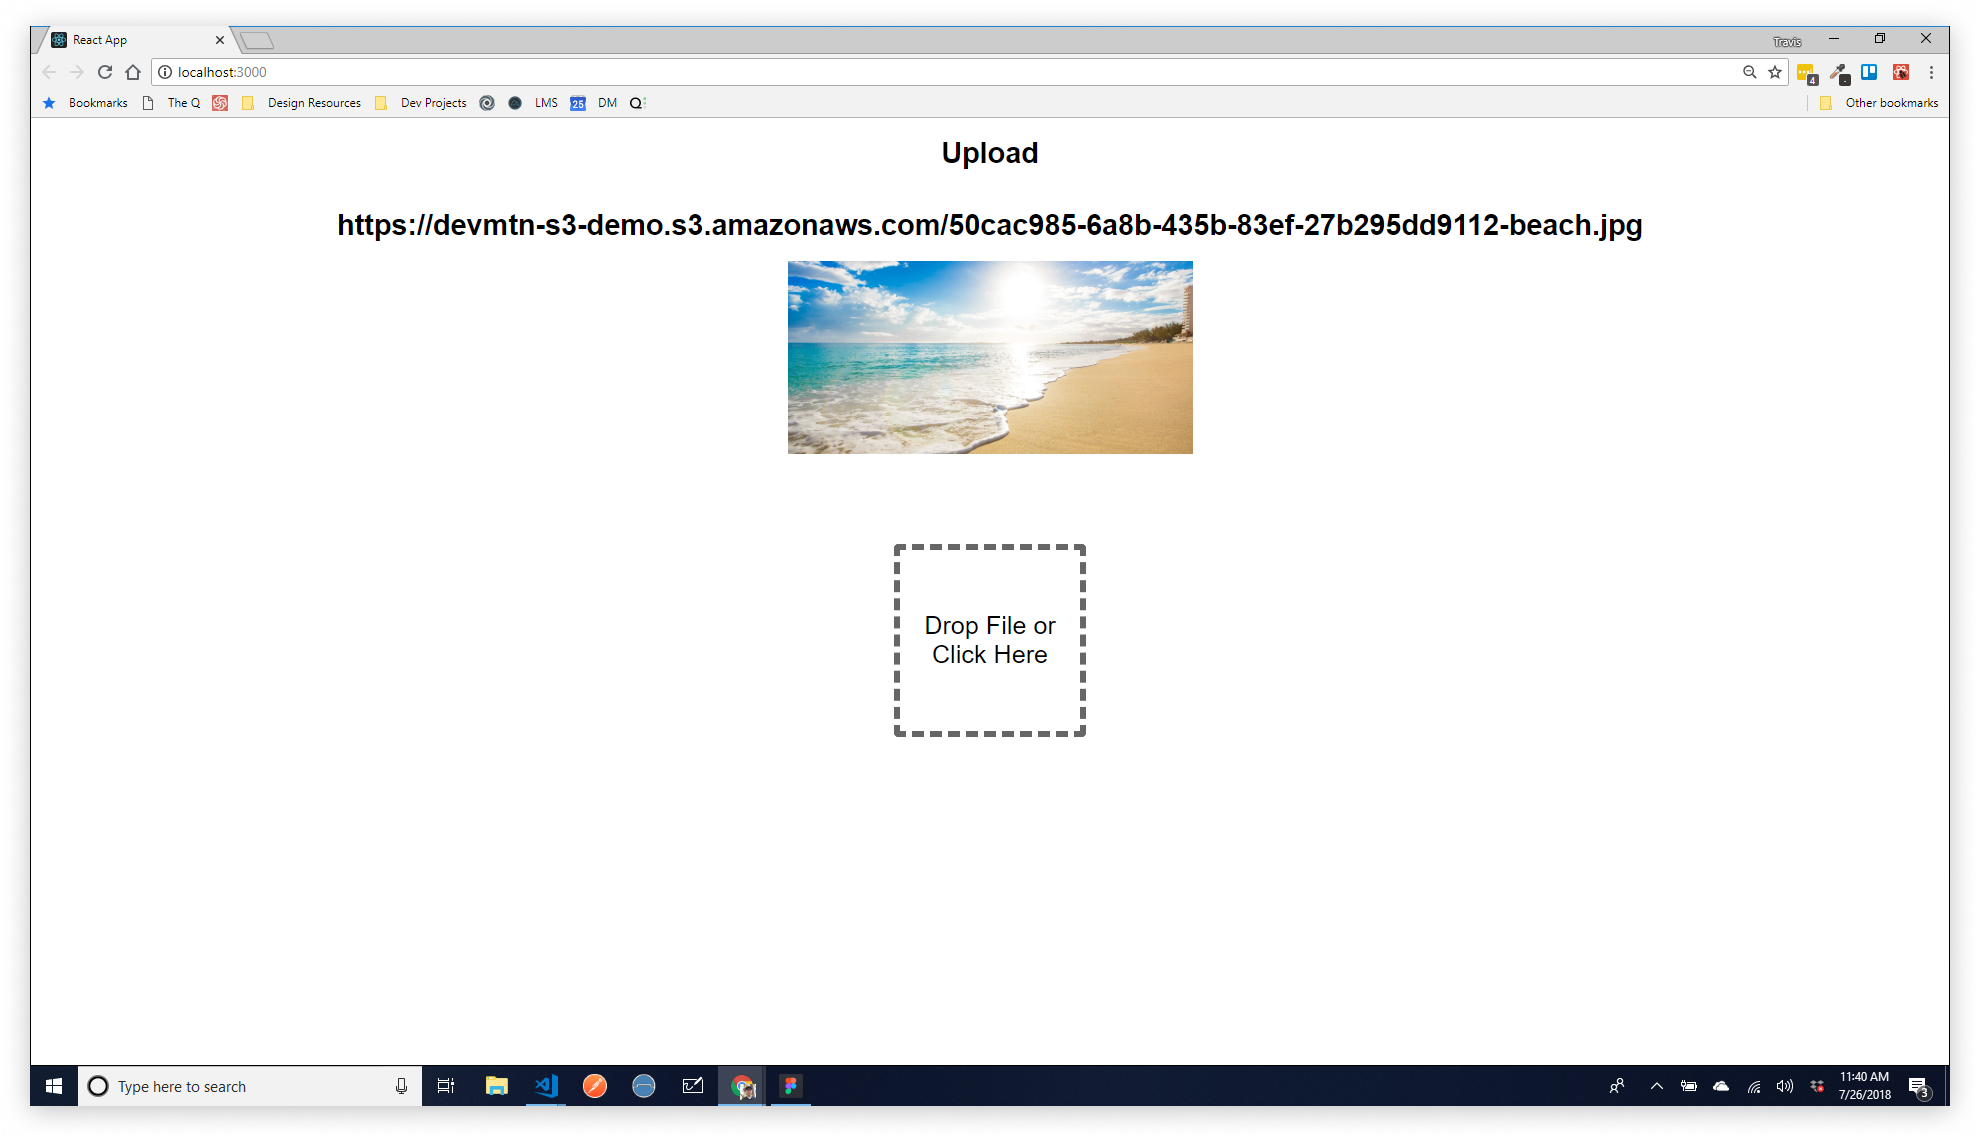 React App
Travis
localhost:3000
4
Bookmarks The Q Design Resources Dev Projects LMS 25 DM Q Other bookmarks
Upload
https://devmtn-s3-demo.s3.amazonaws.com/50cac985-6a8b-435b-83ef-27b295dd9112-beach.jpg
Drop File or
Click Here
Type here to search
11:40 AM
7/26/2018
3